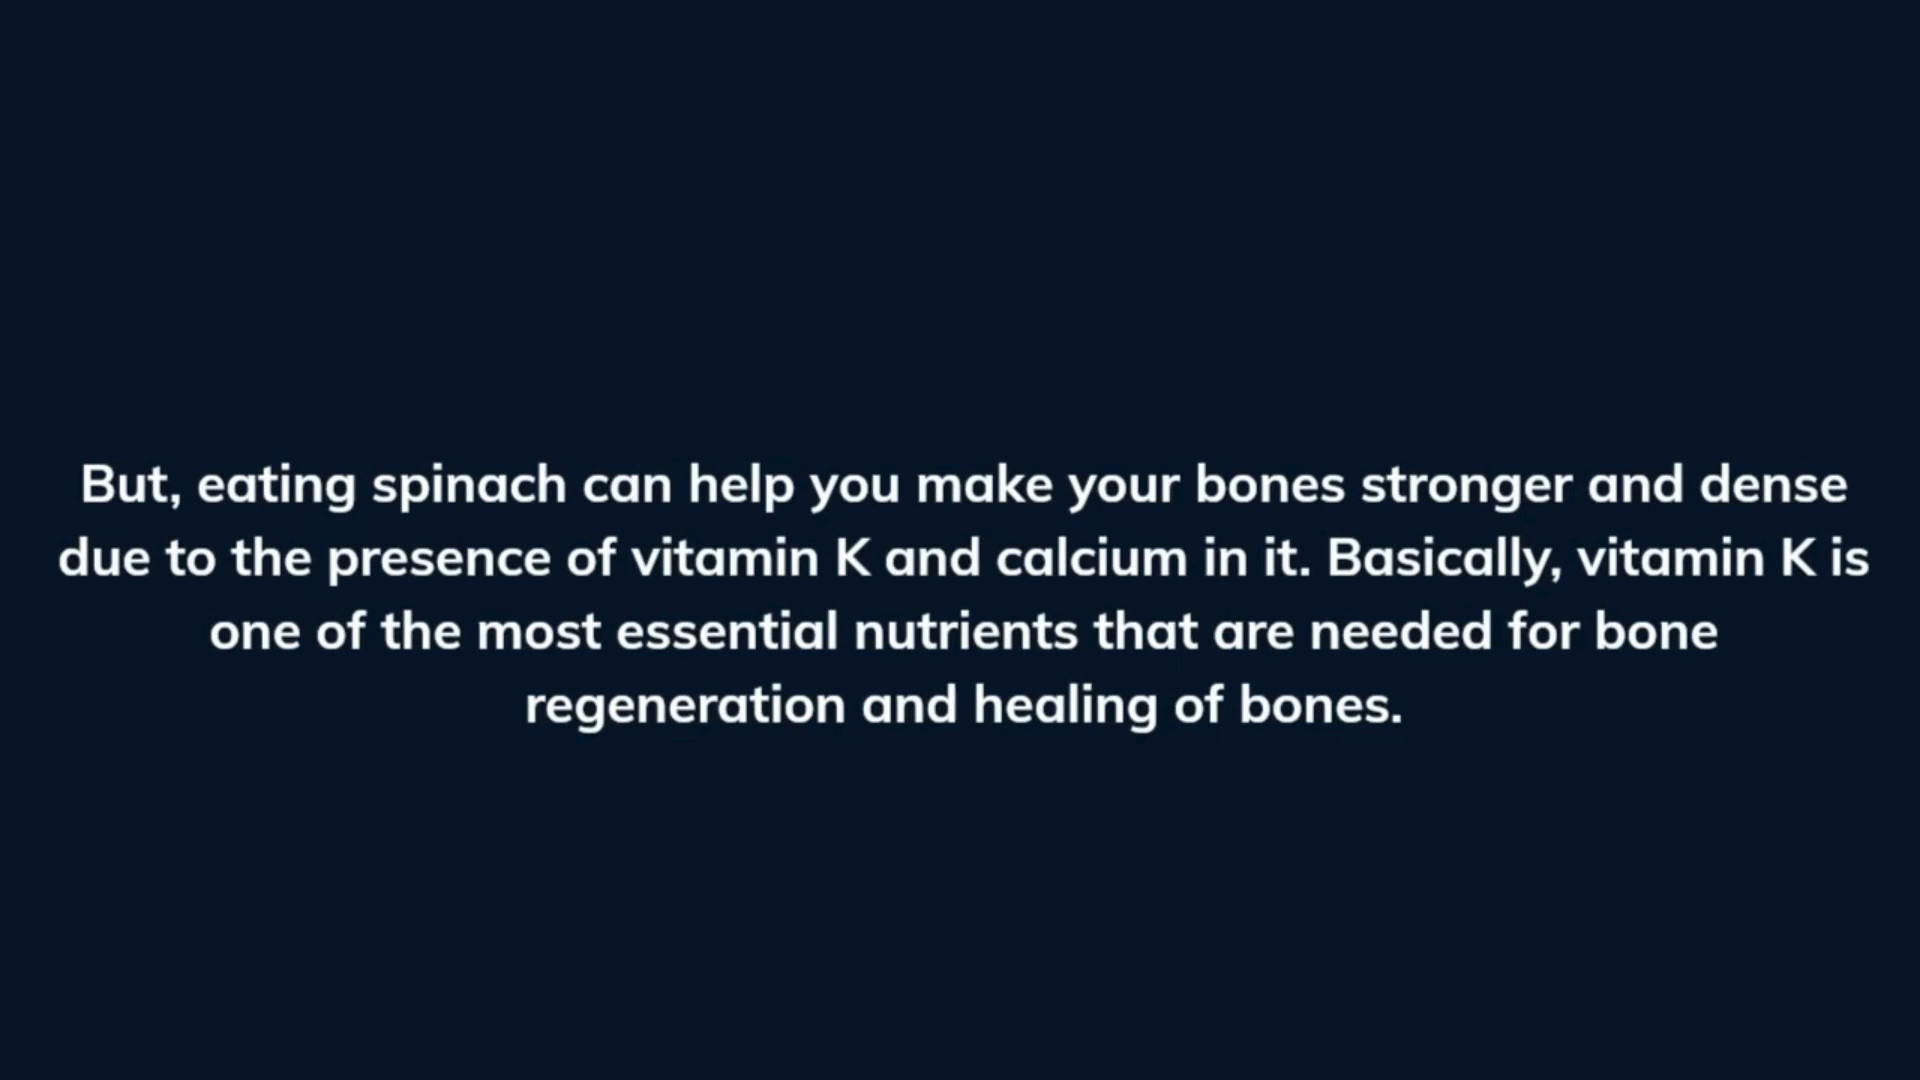 But, eating spinach can help you make your bones stronger and dense
due to the presence of vitamin K and calcium in it. Basically, vitamin K is
one of the most essential nutrients that are needed for bone
regeneration and healing of bones.